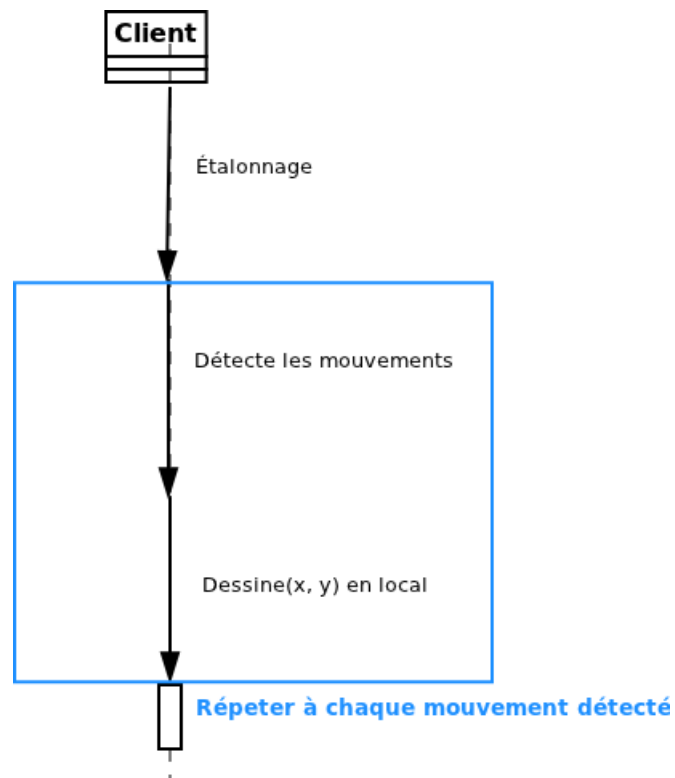 Client
Étalonnage
Détecte les mouvements
Dessine(x, y) en local
Répeter à chaque mouvement détecté